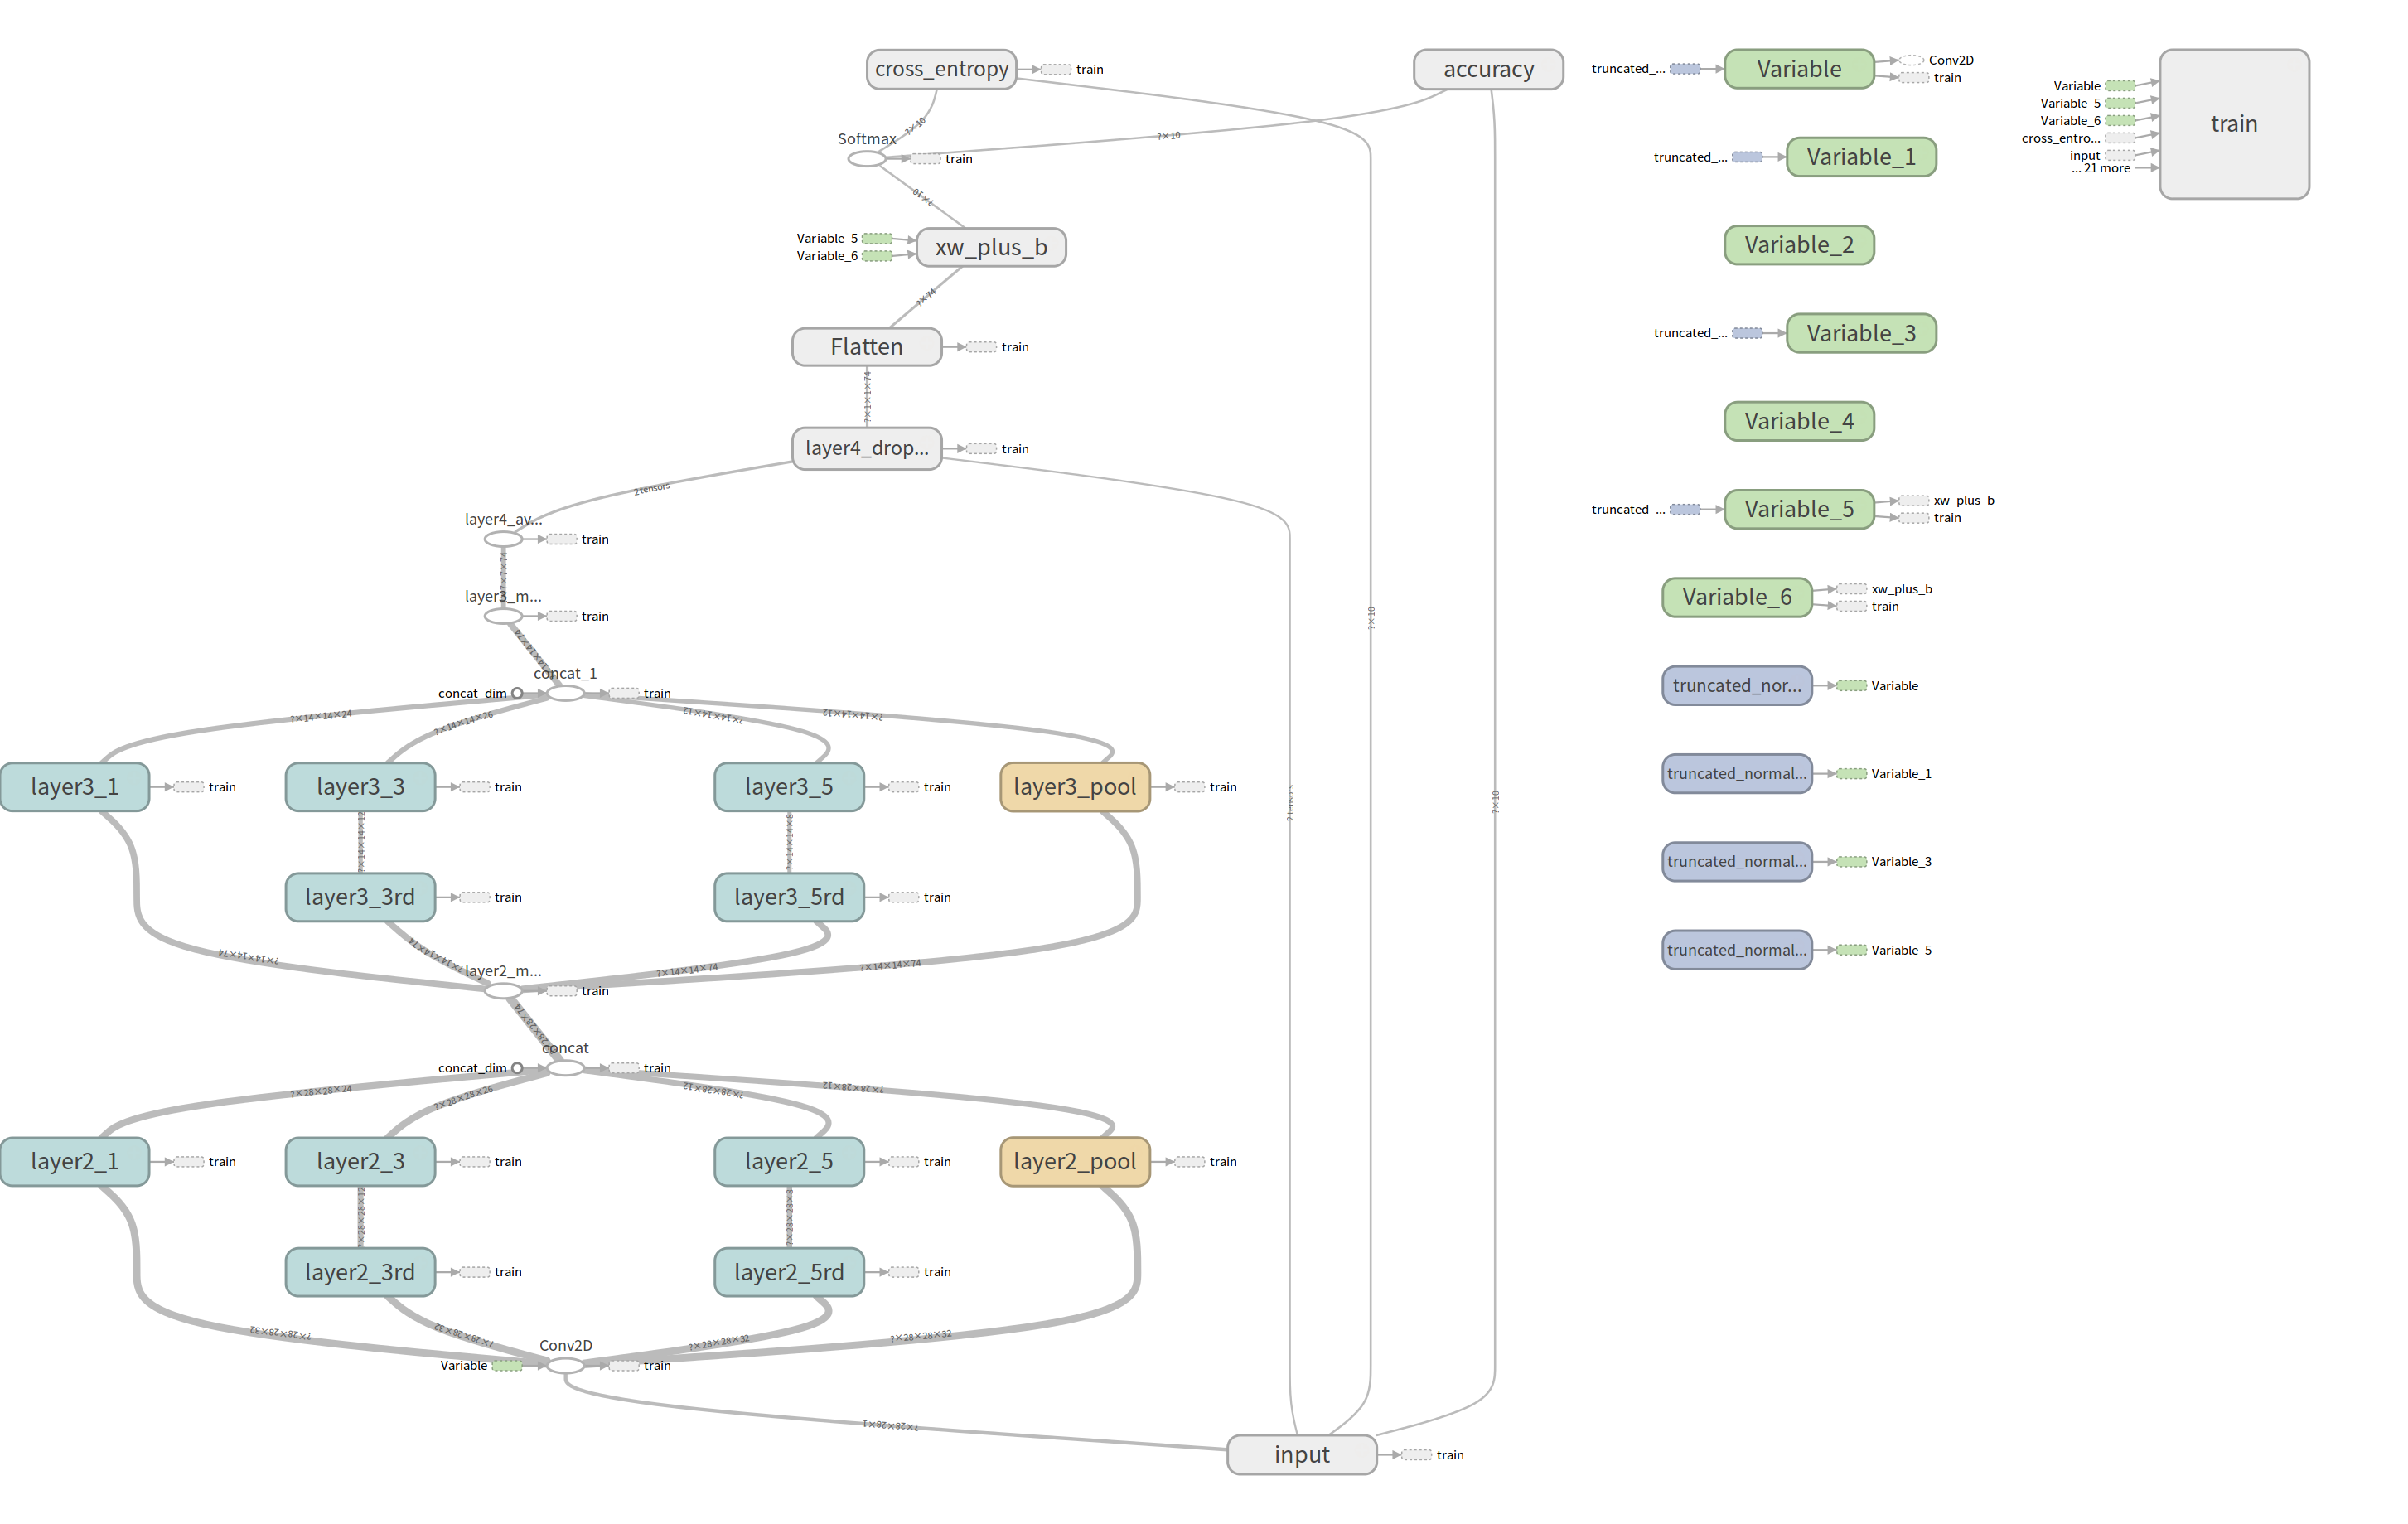 cross_entropy
train
accuracy
?×10
Softmax
train
?×10
?×10
Variable_5
Variable_6
xw_plus_b
?×74
Flatten
train
?×1×1×74
layer4_drop...
train
2 tensors
layer4_av...
train
?×7×7×74
layer3_m...
train
?×14×14×74
concat_1
concat_dim
train
?×14×14×24
?×14×14×26
?×14×14×12
?×14×14×12
layer3_1
train
layer3_3
train
layer3_5
train
layer3_pool
train
?×14×14×12
?×14×14×8
layer3_3rd
train
layer3_5rd
train
?×14×14×74
?×14×14×74
?×14×14×74
?×14×14×74
layer2_m...
train
?×28×28×74
concat
concat_dim
train
?×28×28×24
?×28×28×26
?×28×28×12
?×28×28×12
layer2_1
train
layer2_3
train
layer2_5
train
layer2_pool
train
?×28×28×12
?×28×28×8
layer2_3rd
train
layer2_5rd
train
?×28×28×32
?×28×28×32
?×28×28×32
?×28×28×32
Conv2D
Variable
train
?×28×28×1
2 tensors
?×10
?×10
input
train
truncated_...
Variable
Conv2D
train
truncated_...
Variable_1
Variable_2
truncated_...
Variable_3
Variable_4
truncated_...
Variable_5
xw_plus_b
train
Variable_6
xw_plus_b
train
truncated_nor...
Variable
truncated_normal...
Variable_1
truncated_normal...
Variable_3
truncated_normal...
Variable_5
Variable
Variable_5
Variable_6
cross_entro...
input
... 21 more
train